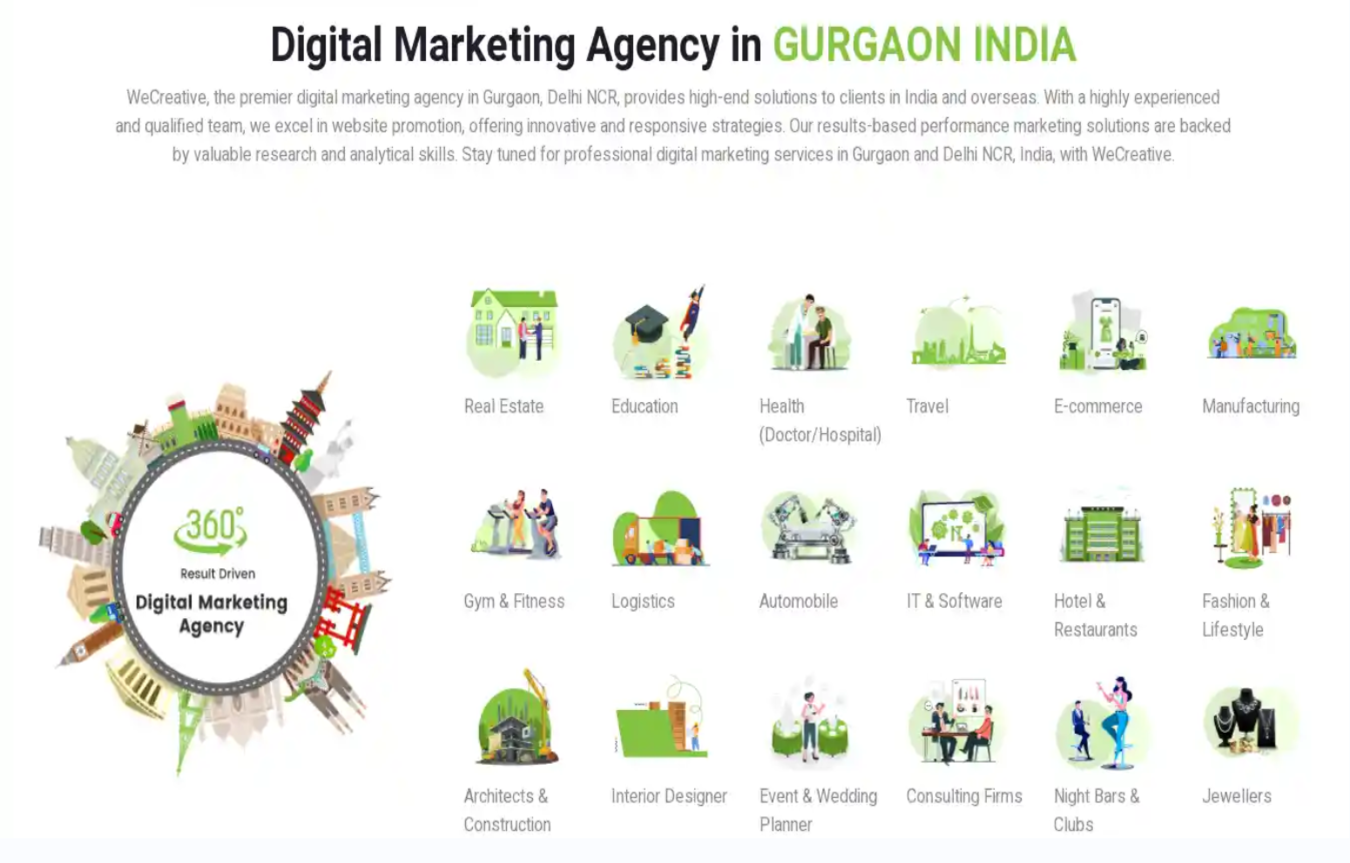 Digital Marketing Agency in GURGAON INDIA
WeCreative, the premier digital marketing agency in Gurgaon, Delhi NCR, provides high-end solutions to clients in India and overseas. With a highly experienced
and qualified team, we excel in website promotion, offering innovative and responsive strategies. Our results-based performance marketing solutions are backed
by valuable research and analytical skills. Stay tuned for professional digital marketing services in Gurgaon and Delhi NCR, India, with WeCreative.
360°
Result Driven
Digital Marketing
Agency
Real Estate
Education
Health
(Doctor/Hospital)
Travel
E-commerce
Manufacturing
Gym & Fitness
Logistics
Automobile
IT
IT & Software
Hotel &
Restaurants
Fashion &
Lifestyle
Architects &
Construction
Interior Designer
Event & Wedding
Planner
Consulting Firms
Night Bars &
Clubs
Jewellers